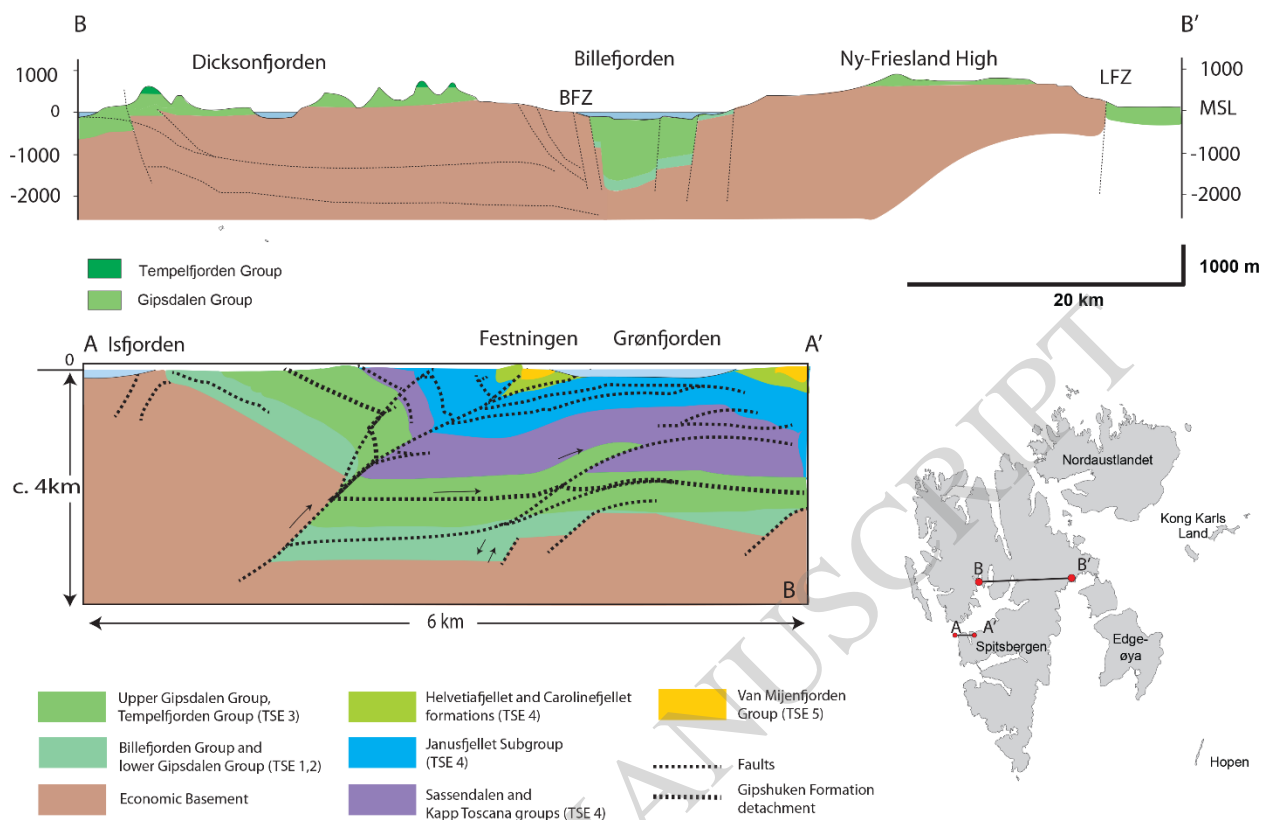 B
B′
Dicksonfjorden
Billefjorden
Ny-Friesland High
1000
0
-1000
-2000
BFZ
LFZ
1000
MSL
-1000
-2000
Tempelfjorden Group
Gipsdalen Group
1000 m
20 km
A Isfjorden
Festningen
Grønfjorden
A′
0
c. 4km
B
6 km
Upper Gipsdalen Group,
Tempelfjorden Group (TSE 3)
Billefjorden Group and
lower Gipsdalen Group (TSE 1,2)
Economic Basement
Helvetiafjellet and Carolinefjellet
formations (TSE 4)
Janusfjellet Subgroup
(TSE 4)
Sassendalen and
Kapp Toscana groups (TSE 4)
Van Mijenfjorden
Group (TSE 5)
Faults
Gipshuken Formation
detachment
Nordaustlandet
Kong Karls
Land
B
B′
A
A′
Spitsbergen
Edge-
øya
Hopen
ANUSCRIPT